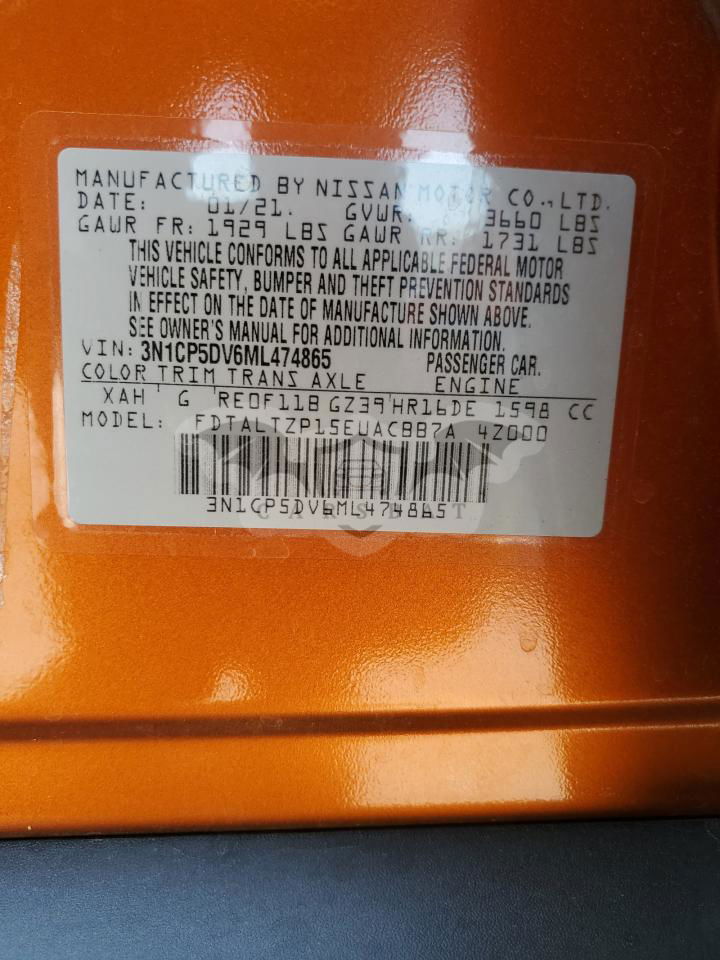 MANUFACTURED BY NISSAN MOTOR CO.,LTD.
DATE: 01/21. GVWR: 3660 LBS
GAWR FR: 1929 LBS GAWR RR: 1731 LBS
THIS VEHICLE CONFORMS TO ALL APPLICABLE FEDERAL MOTOR
VEHICLE SAFETY, BUMPER AND THEFT PREVENTION STANDARDS
IN EFFECT ON THE DATE OF MANUFACTURE SHOWN ABOVE.
SEE OWNER'S MANUAL FOR ADDITIONAL INFORMATION.
VIN: 3N1CP5DV6ML474865 PASSENGER CAR.
COLOR TRIM TRANS AXLE ENGINE
XAH G RE0F11B GZ39 HR16DE 1598 CC
MODEL: FDTALTZP15EUACBB7A 4Z000
3N1CP5DV6ML474865